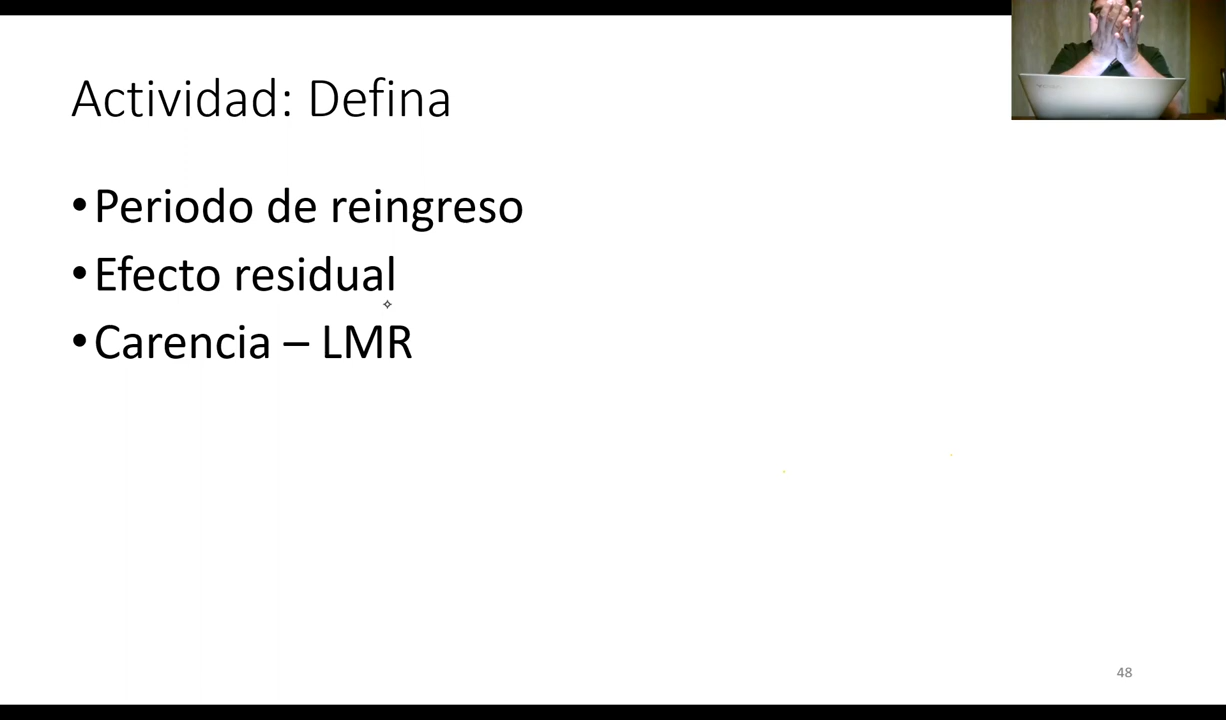 Actividad: Defina
•Periodo de reingreso
•Efecto residual
•Carencia – LMR
48